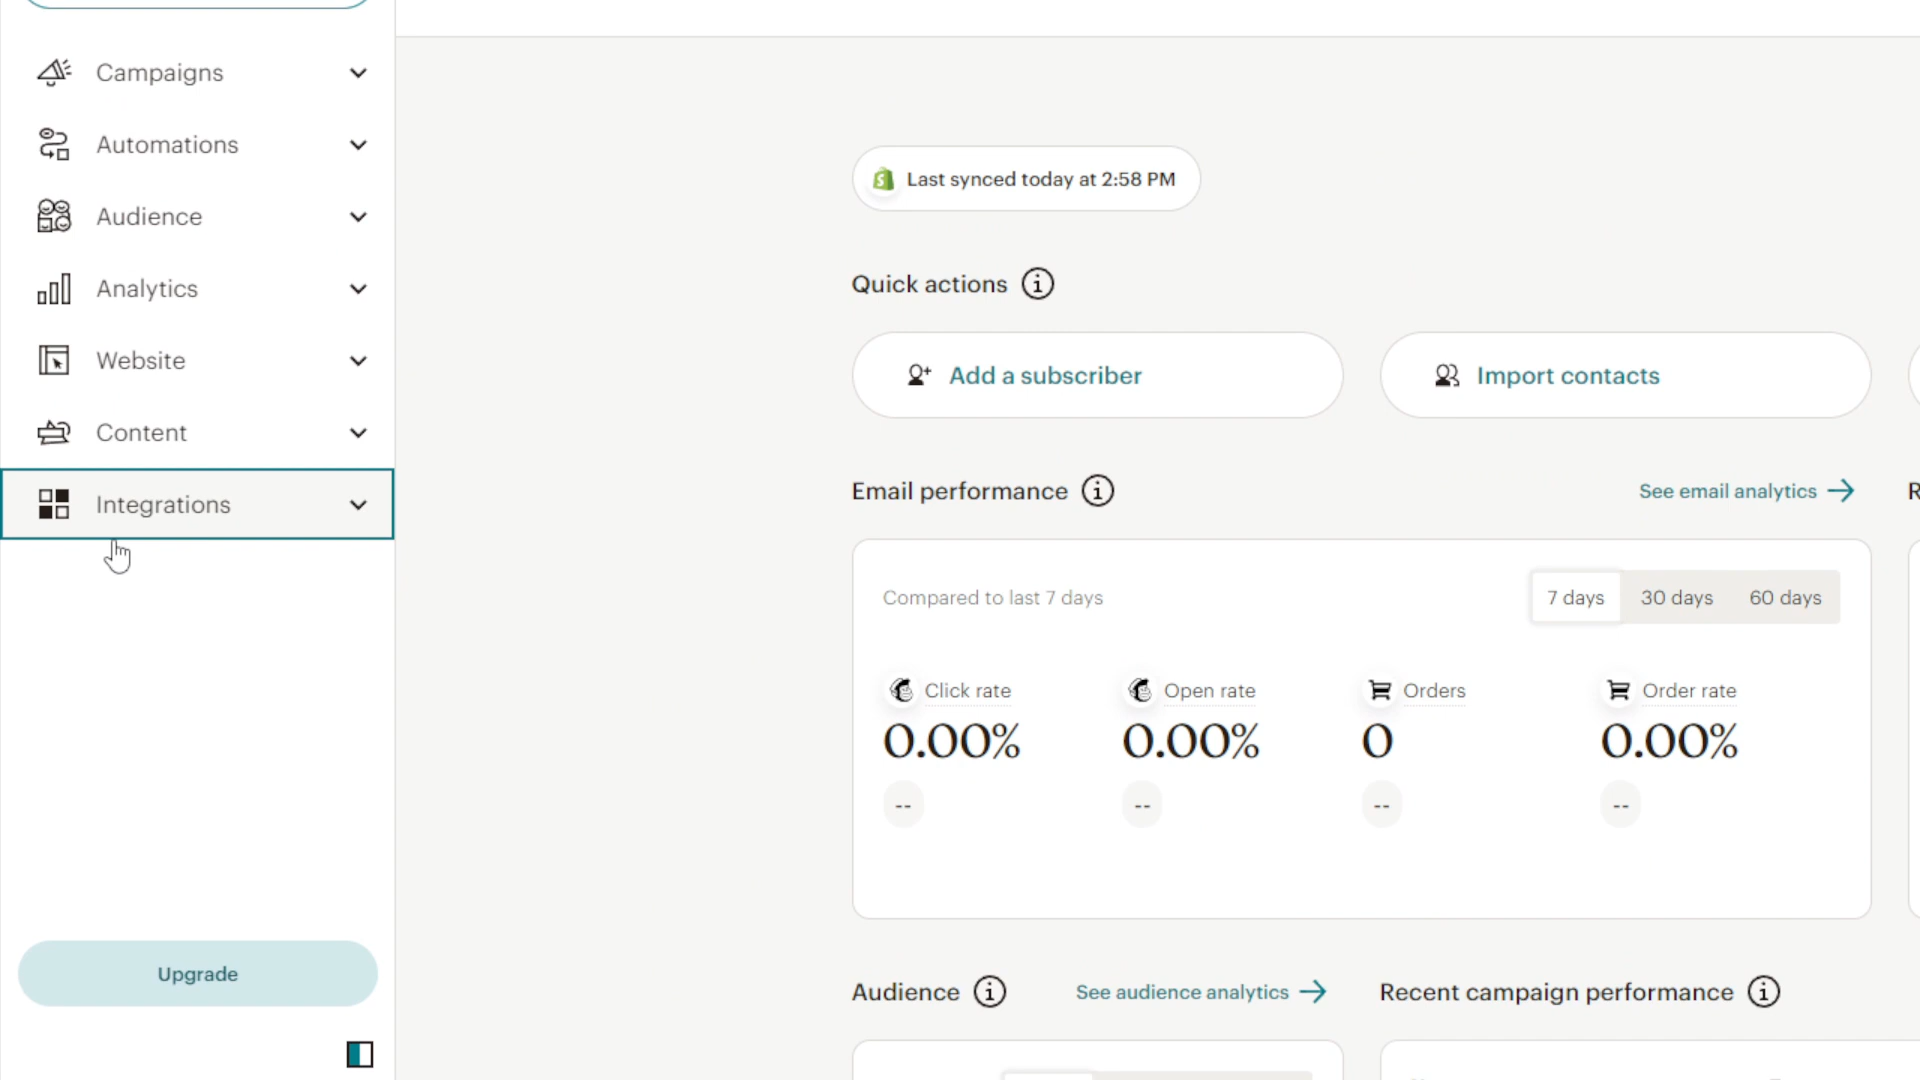 Campaigns
Automations
Audience
Analytics
Website
Content
Integrations
Upgrade
Last synced today at 2:58 PM
Quick actions
Add a subscriber
Import contacts
Email performance
See email analytics
R
Compared to last 7 days
7 days
30 days
60 days
Click rate
Open rate
Orders
Order rate
0.00%
0.00%
0
0.00%
--
--
--
--
Audience
See audience analytics
Recent campaign performance